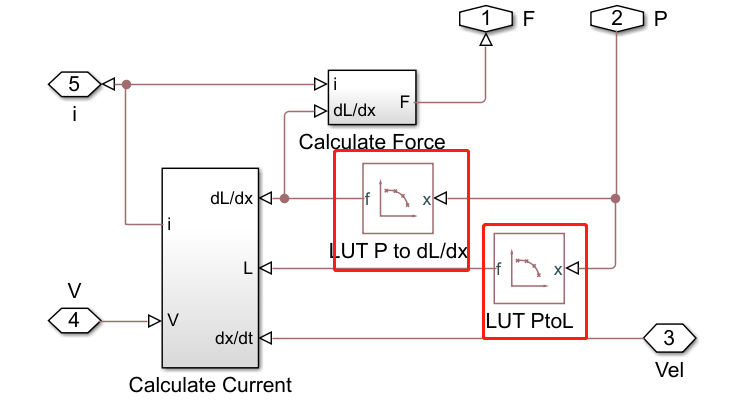 1
F
2
P
5
i
i
dL/dx
F
Calculate Force
dL/dx
i
f
x
LUT P to dL/dx
L
f
x
LUT PtoL
V
4
V
dx/dt
3
Vel
Calculate Current